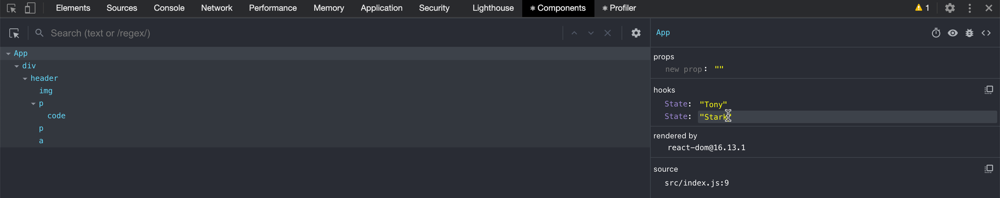 Elements Sources Console Network Performance Memory Application Security Lighthouse ⚛ Components ⚛ Profiler 1
Search (text or /regex/)
App
div
header
img
p
code
p
a
App
props
new prop: ""
hooks
State: "Tony"
State: "Stark"
rendered by
react-dom@16.13.1
source
src/index.js:9